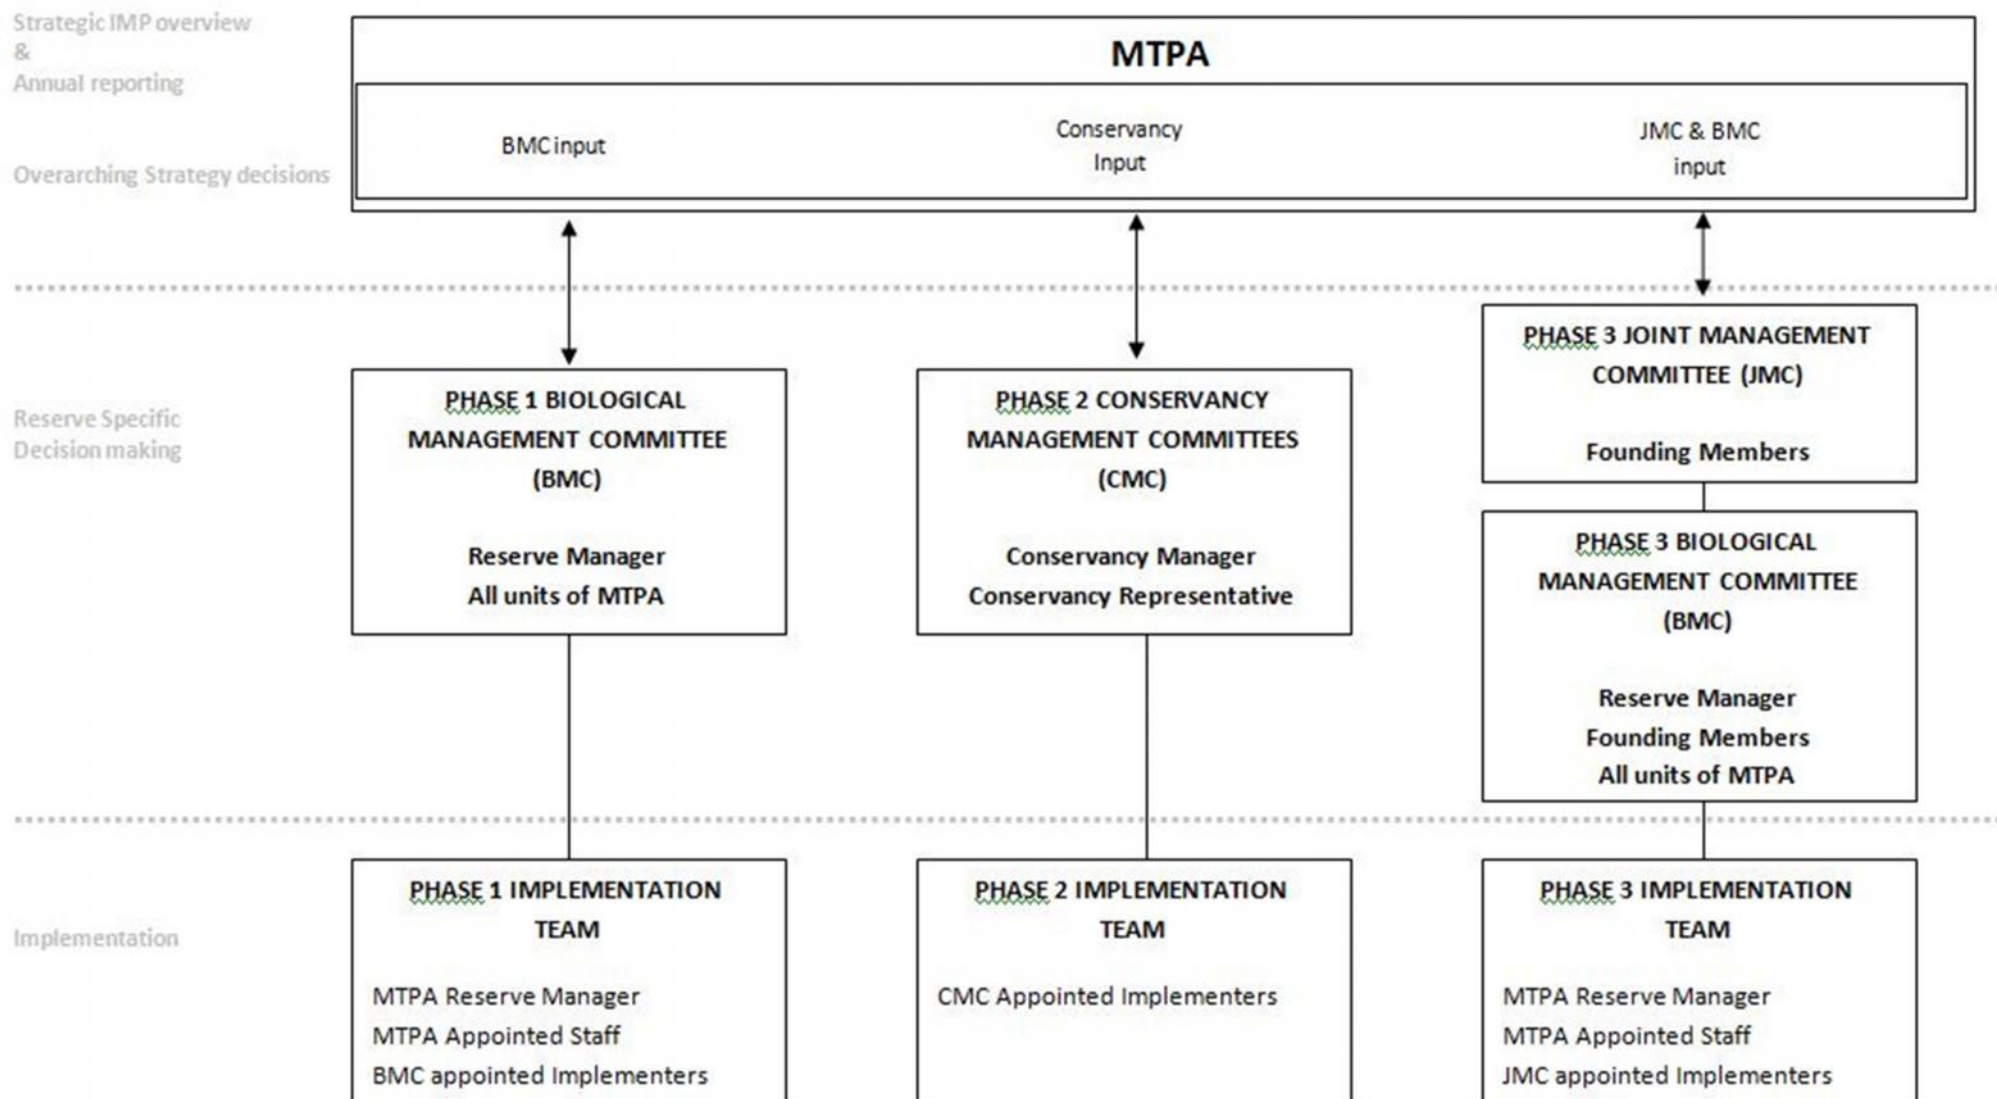 Strategic IMP overview
&
Annual reporting
Overarching Strategy decisions
MTPA
BMC input
Conservancy
Input
JMC & BMC
input
Reserve Specific
Decision making
PHASE 1 BIOLOGICAL
MANAGEMENT COMMITTEE
(BMC)
Reserve Manager
All units of MTPA
PHASE 2 CONSERVANCY
MANAGEMENT COMMITTEES
(CMC)
Conservancy Manager
Conservancy Representative
PHASE 3 JOINT MANAGEMENT
COMMITTEE (JMC)
Founding Members
PHASE 3 BIOLOGICAL
MANAGEMENT COMMITTEE
(BMC)
Reserve Manager
Founding Members
All units of MTPA
Implementation
PHASE 1 IMPLEMENTATION
TEAM
MTPA Reserve Manager
MTPA Appointed Staff
BMC appointed Implementers
PHASE 2 IMPLEMENTATION
TEAM
CMC Appointed Implementers
PHASE 3 IMPLEMENTATION
TEAM
MTPA Reserve Manager
MTPA Appointed Staff
JMC appointed Implementers